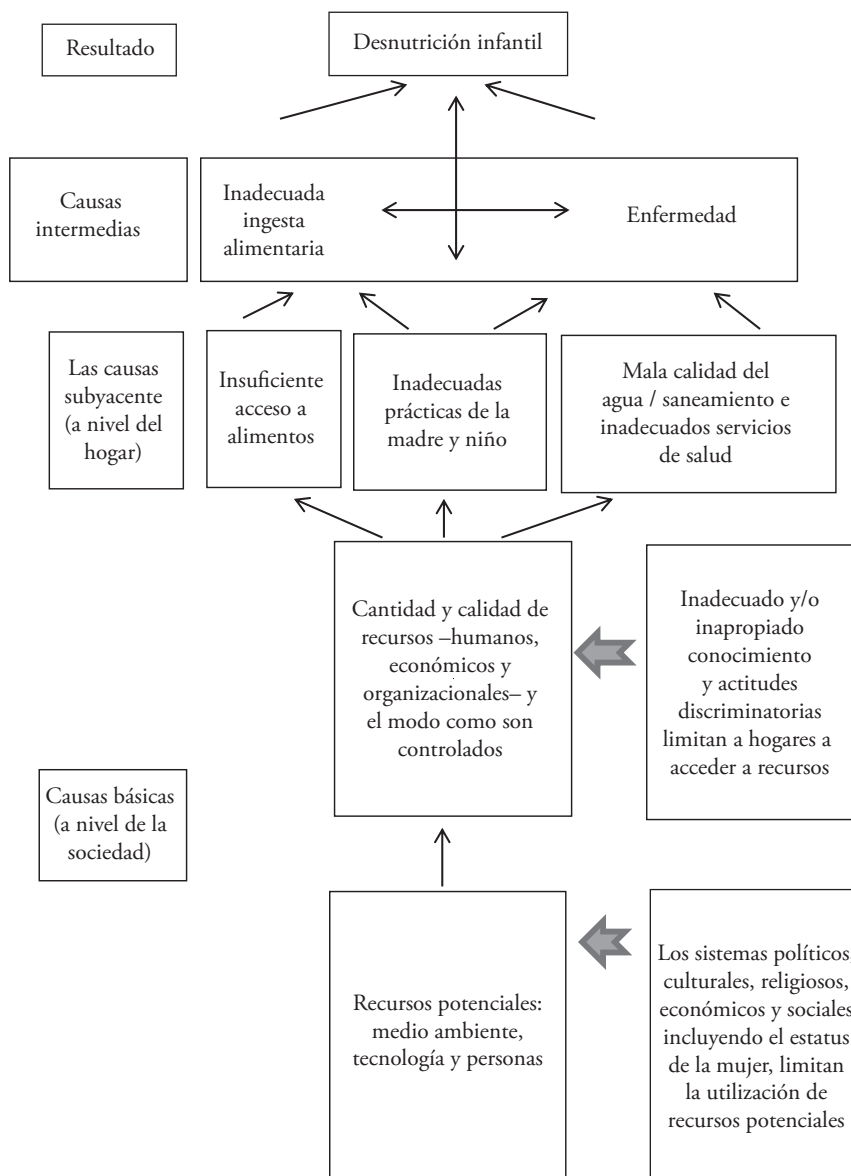 Resultado
Desnutrición infantil
Causas
intermedias
Inadecuada
ingesta
alimentaria
Enfermedad
Las causas
subyacente
(a nivel del
hogar)
Insuficiente
acceso a
alimentos
Inadecuadas
prácticas de la
madre y niño
Mala calidad del
agua / saneamiento e
inadecuados servicios
de salud
Cantidad y calidad de
recursos –humanos,
económicos y
organizacionales– y
el modo como son
controlados
Inadecuado y/o
inapropiado
conocimiento
y actitudes
discriminatorias
limitan a hogares a
acceder a recursos
Causas básicas
(a nivel de la
sociedad)
Recursos potenciales:
medio ambiente,
tecnología y personas
Los sistemas políticos,
culturales, religiosos,
económicos y sociales
incluyendo el estatus
de la mujer, limitan
la utilización de
recursos potenciales